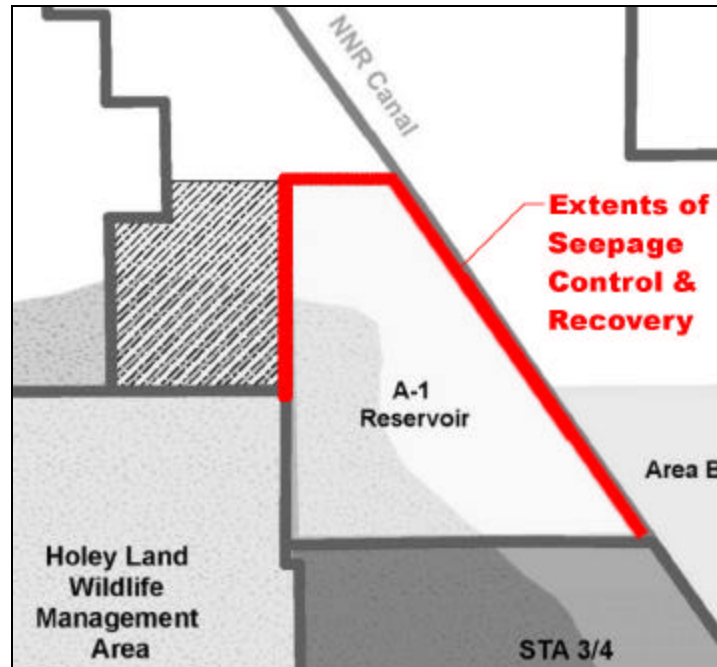 NNR Canal
Extents of
Seepage
Control &
Recovery
A-1
Reservoir
Area B
Holey Land
Wildlife
Management
Area
STA 3/4